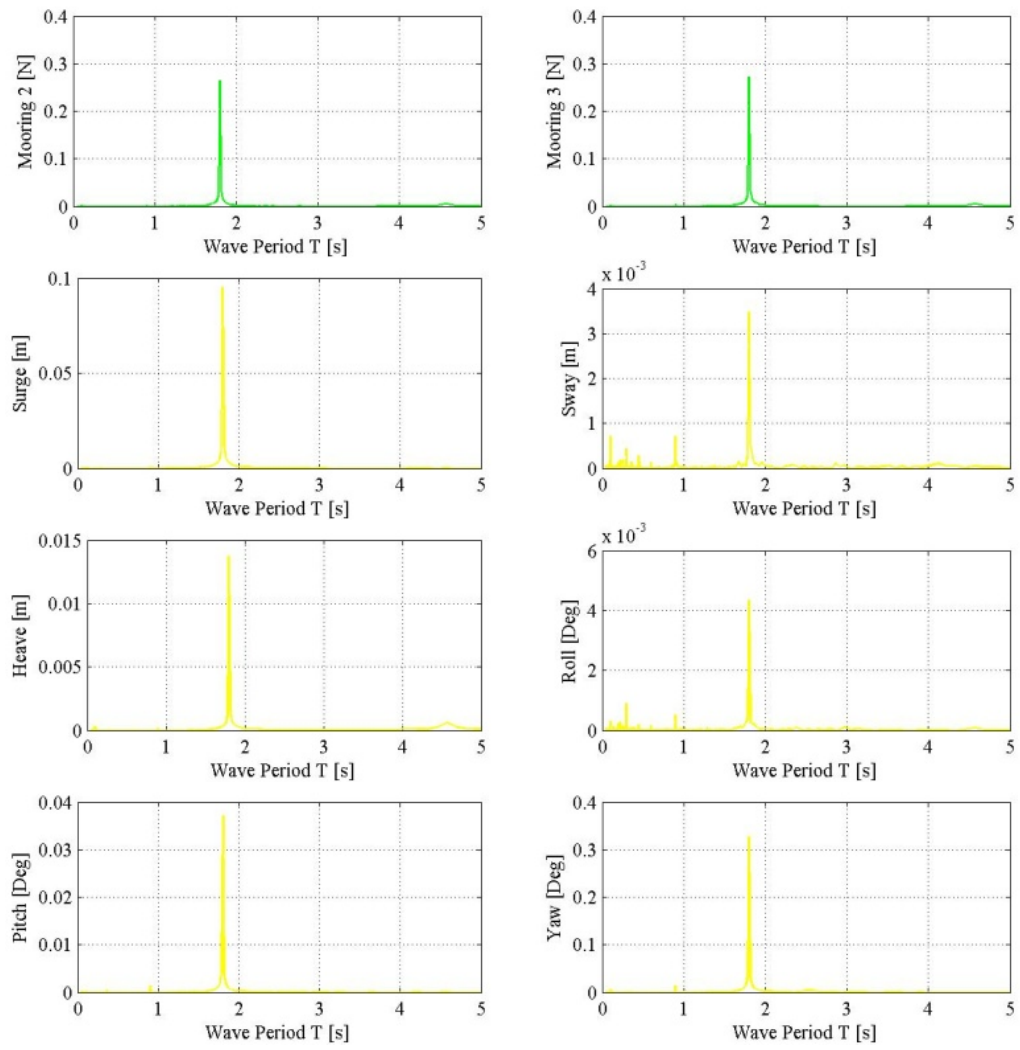 0.4
0.3
0.2
0.1
0
Mooring 2 [N]
0 1 2 3 4 5
Wave Period T [s]
0.4
0.3
0.2
0.1
0
Mooring 3 [N]
0 1 2 3 4 5
Wave Period T [s]
0.1
0.05
0
Surge [m]
0 1 2 3 4 5
Wave Period T [s]
x 10^-3
4
3
2
1
0
Sway [m]
0 1 2 3 4 5
Wave Period T [s]
0.015
0.01
0.005
0
Heave [m]
0 1 2 3 4 5
Wave Period T [s]
x 10^-3
6
4
2
0
Roll [Deg]
0 1 2 3 4 5
Wave Period T [s]
0.04
0.03
0.02
0.01
0
Pitch [Deg]
0 1 2 3 4 5
Wave Period T [s]
0.4
0.3
0.2
0.1
0
Yaw [Deg]
0 1 2 3 4 5
Wave Period T [s]